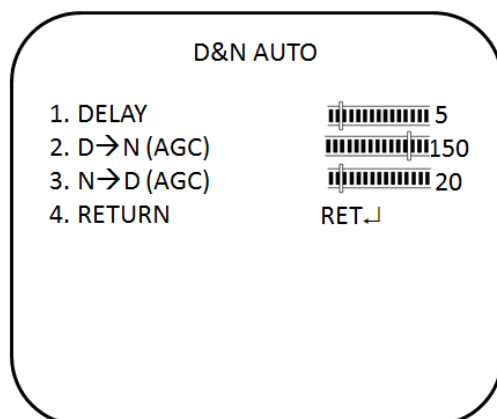 D&N AUTO
1. DELAY 5
2. D→N (AGC) 150
3. N→D (AGC) 20
4. RETURN RET↲